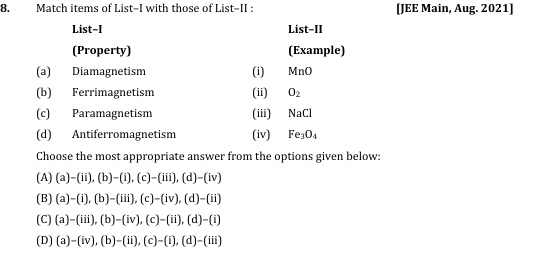 8. Match items of List–I with those of List–II : [JEE Main, Aug. 2021]
List–I List–II
(Property) (Example)
(a) Diamagnetism (i) MnO
(b) Ferrimagnetism (ii) O₂
(c) Paramagnetism (iii) NaCl
(d) Antiferromagnetism (iv) Fe₃O₄
Choose the most appropriate answer from the options given below:
(A) (a)–(ii), (b)–(i), (c)–(iii), (d)–(iv)
(B) (a)–(i), (b)–(iii), (c)–(iv), (d)–(ii)
(C) (a)–(iii), (b)–(iv), (c)–(ii), (d)–(i)
(D) (a)–(iv), (b)–(ii), (c)–(i), (d)–(iii)